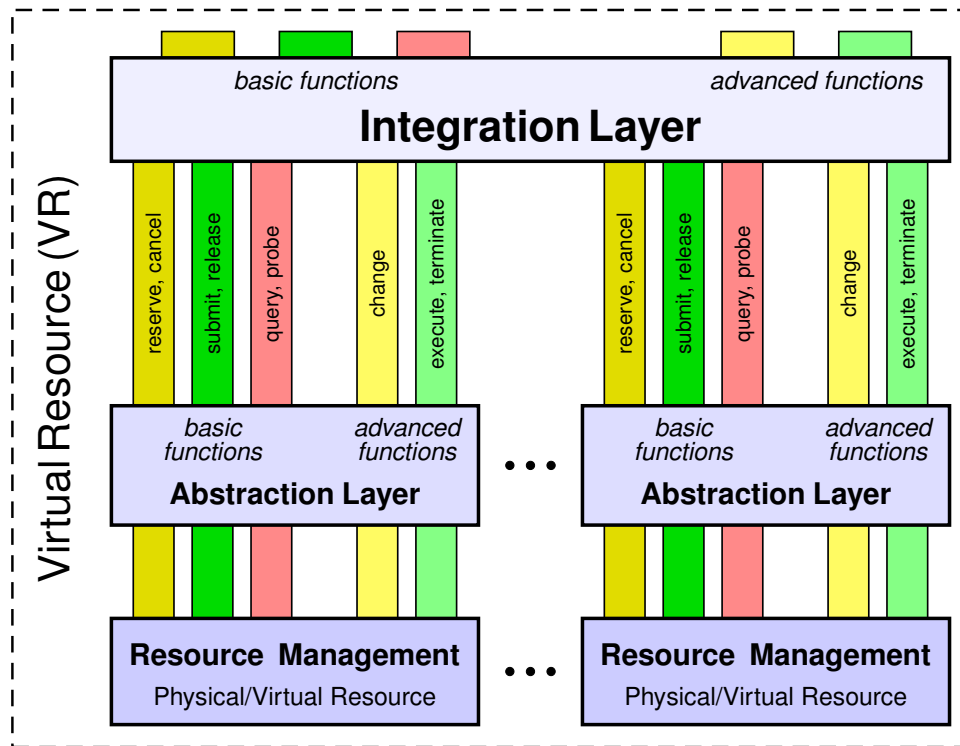 Virtual Resource (VR)
basic functions
advanced functions
Integration Layer
reserve, cancel
submit, release
query, probe
change
execute, terminate
reserve, cancel
submit, release
query, probe
change
execute, terminate
basic
functions
advanced
functions
Abstraction Layer
...
basic
functions
advanced
functions
Abstraction Layer
Resource Management
Physical/Virtual Resource
...
Resource Management
Physical/Virtual Resource